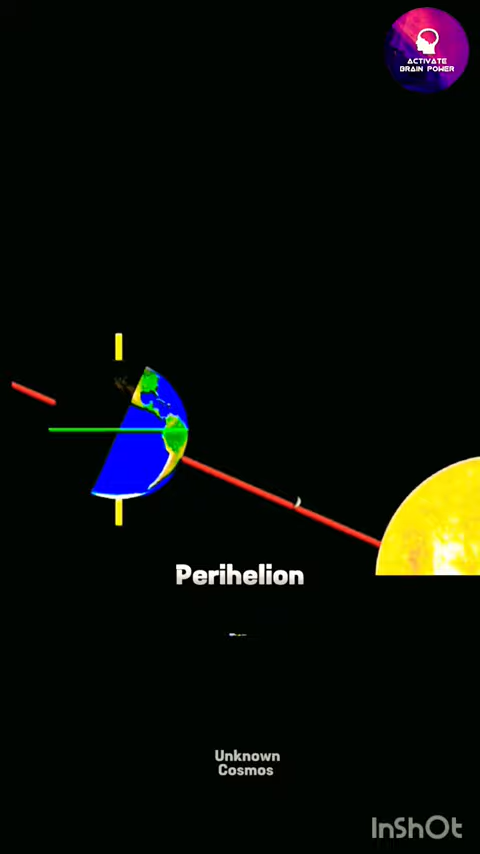 ACTIVATE
BRAIN POWER
Perihelion
Unknown
Cosmos
InShOt